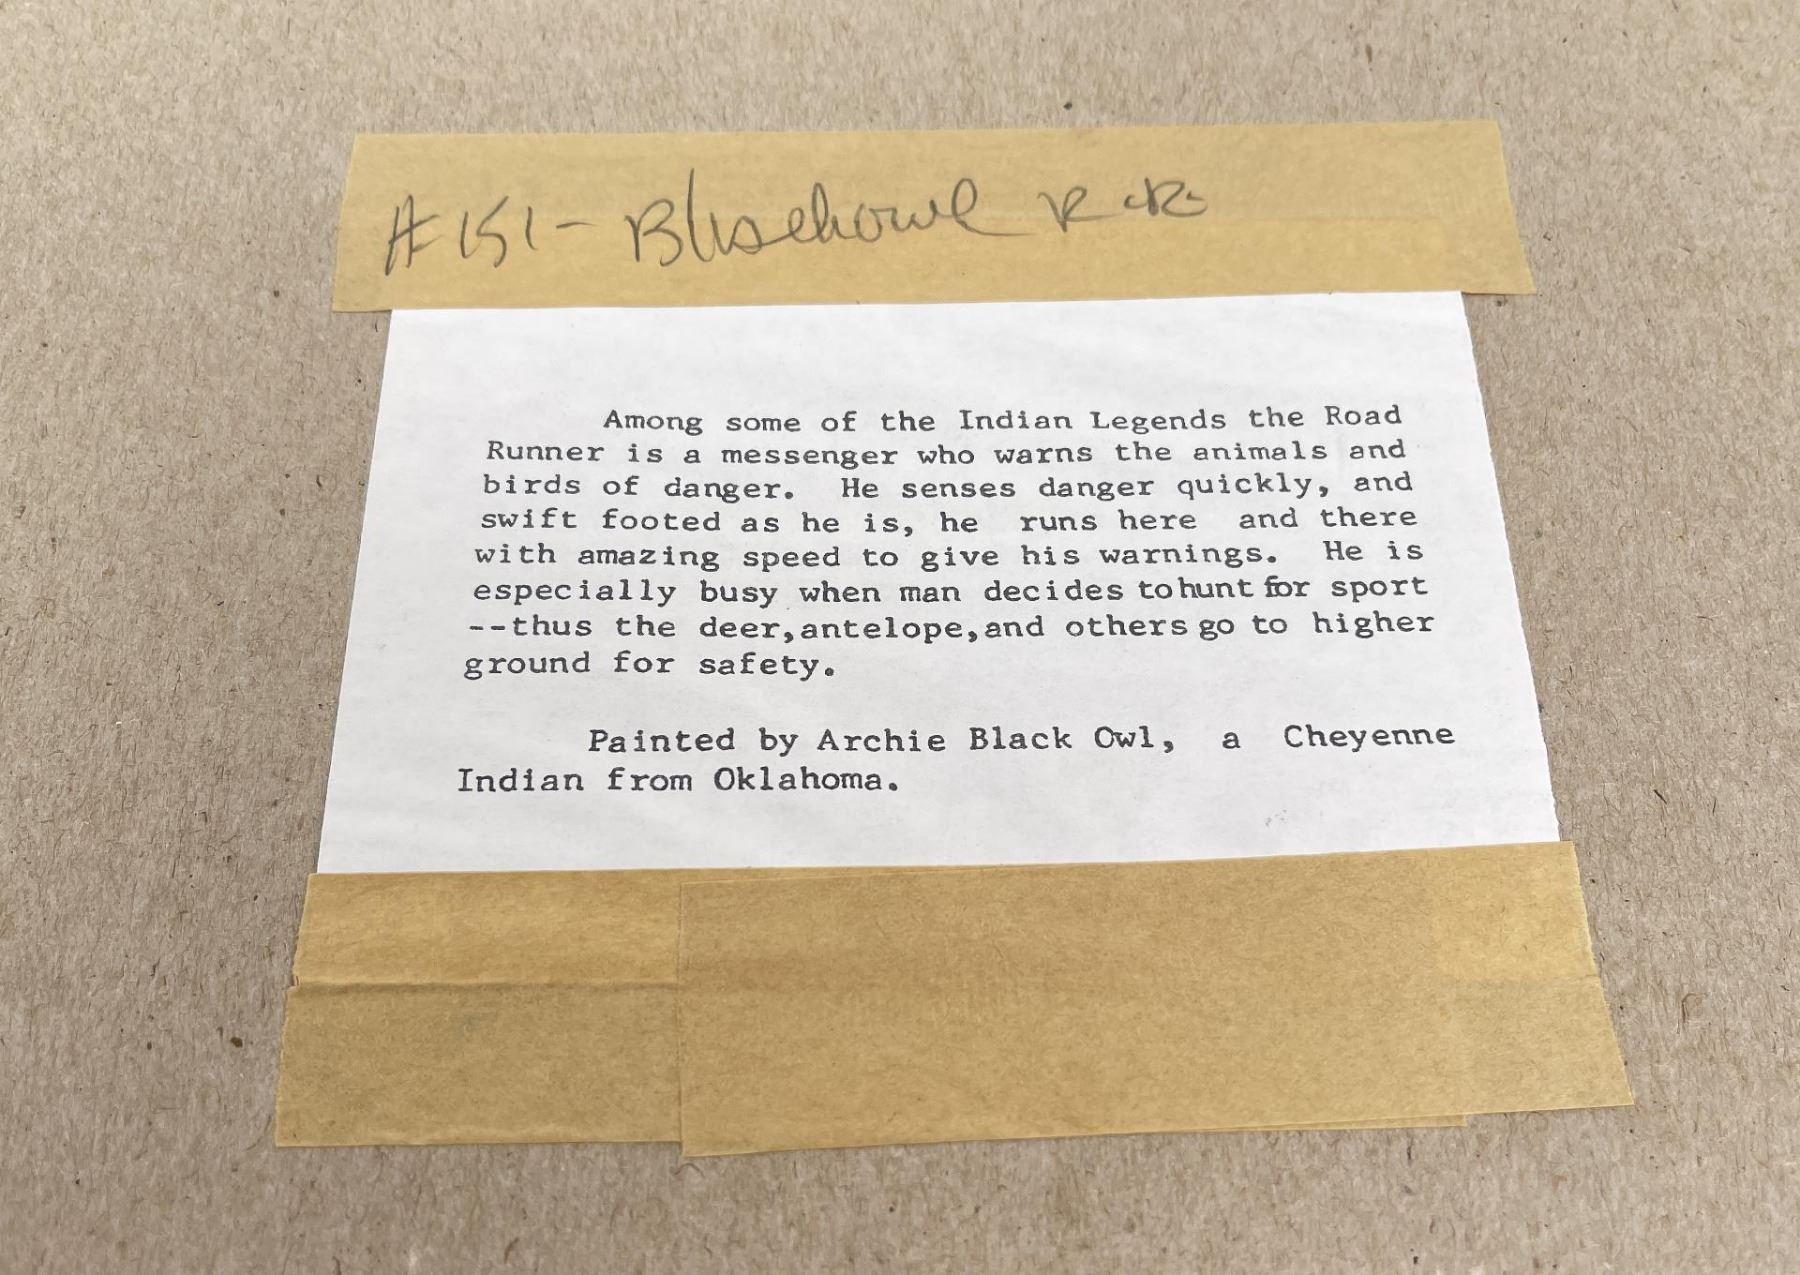 #151-
Among some of the Indian Legends the Road
Runner is a messenger who warns the animals and
birds of danger. He senses danger quickly, and
swift footed as he is, he runs here and there
with amazing speed to give his warnings. He is
especially busy when man decides to hunt for sport
--thus the deer, antelope, and others go to higher
ground for safety.
Painted by Archie Black Owl, a Cheyenne
Indian from Oklahoma.